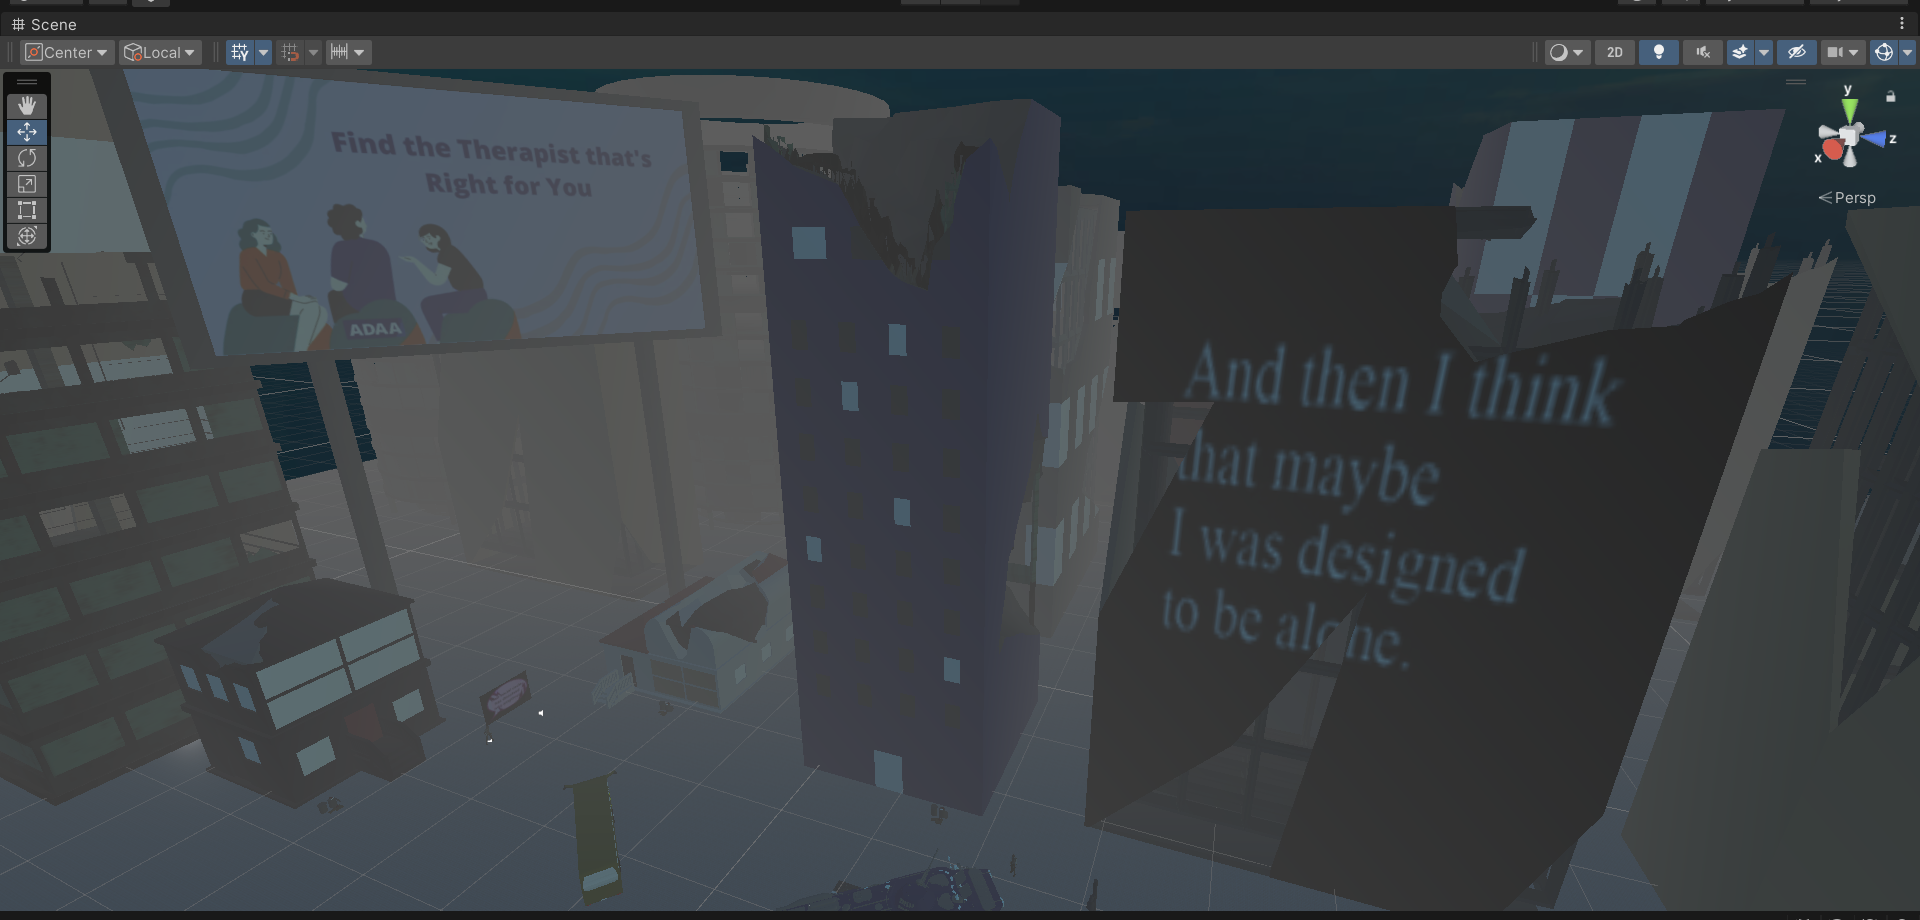 Scene
Center
Local
2D
y
z
x
Persp
Find the Therapist that's
Right for You
ADAA
And then I think
that maybe
I was designed
to be alone.